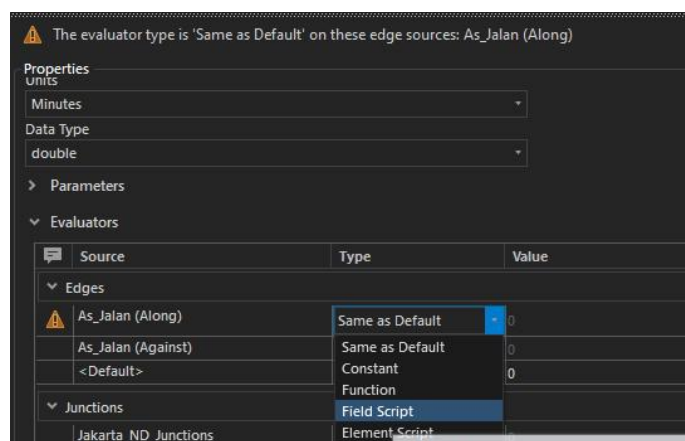 The evaluator type is 'Same as Default' on these edge sources: As_Jalan (Along)
Properties
Units
Minutes
Data Type
double
Parameters
Evaluators
Source Type Value
Edges
As_Jalan (Along) Same as Default 0
As_Jalan (Against) Same as Default 0
<Default> Constant 0
Function
Junctions Field Script
Jakarta_ND_Junctions Element Script